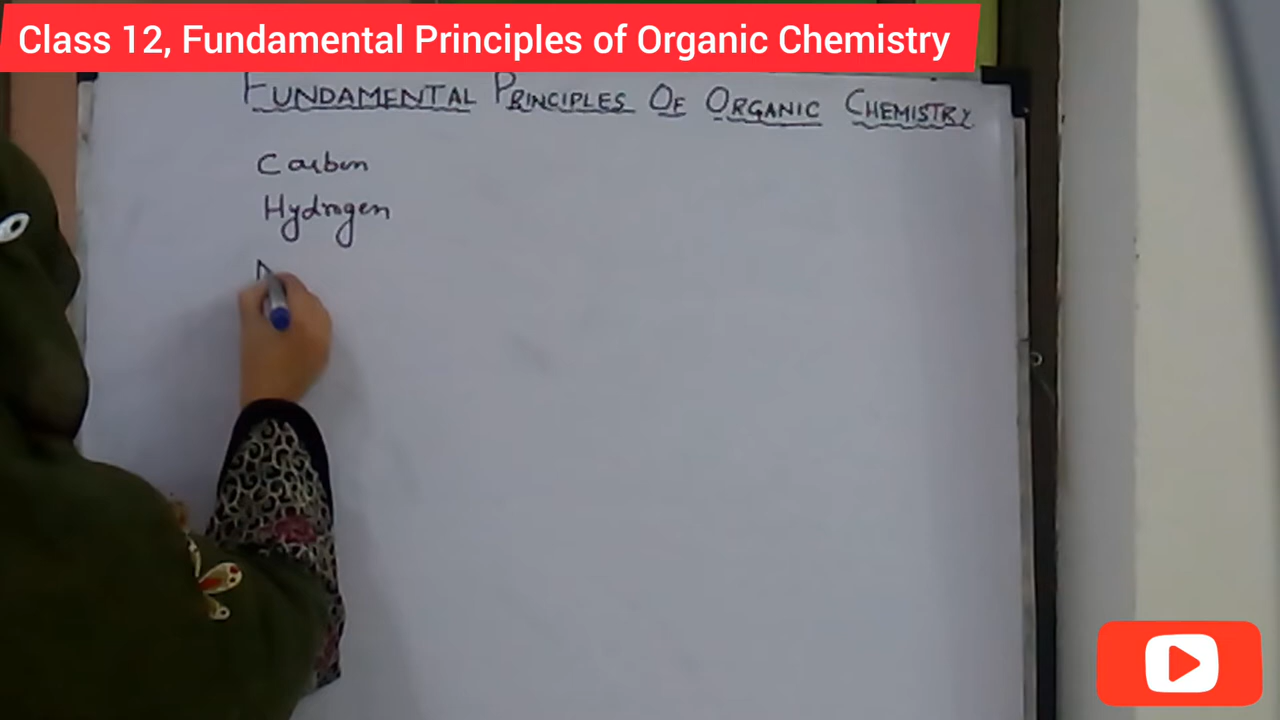 Class 12, Fundamental Principles of Organic Chemistry
FUNDAMENTAL PRINCIPLES OF ORGANIC CHEMISTRY
Carbon
Hydrogen